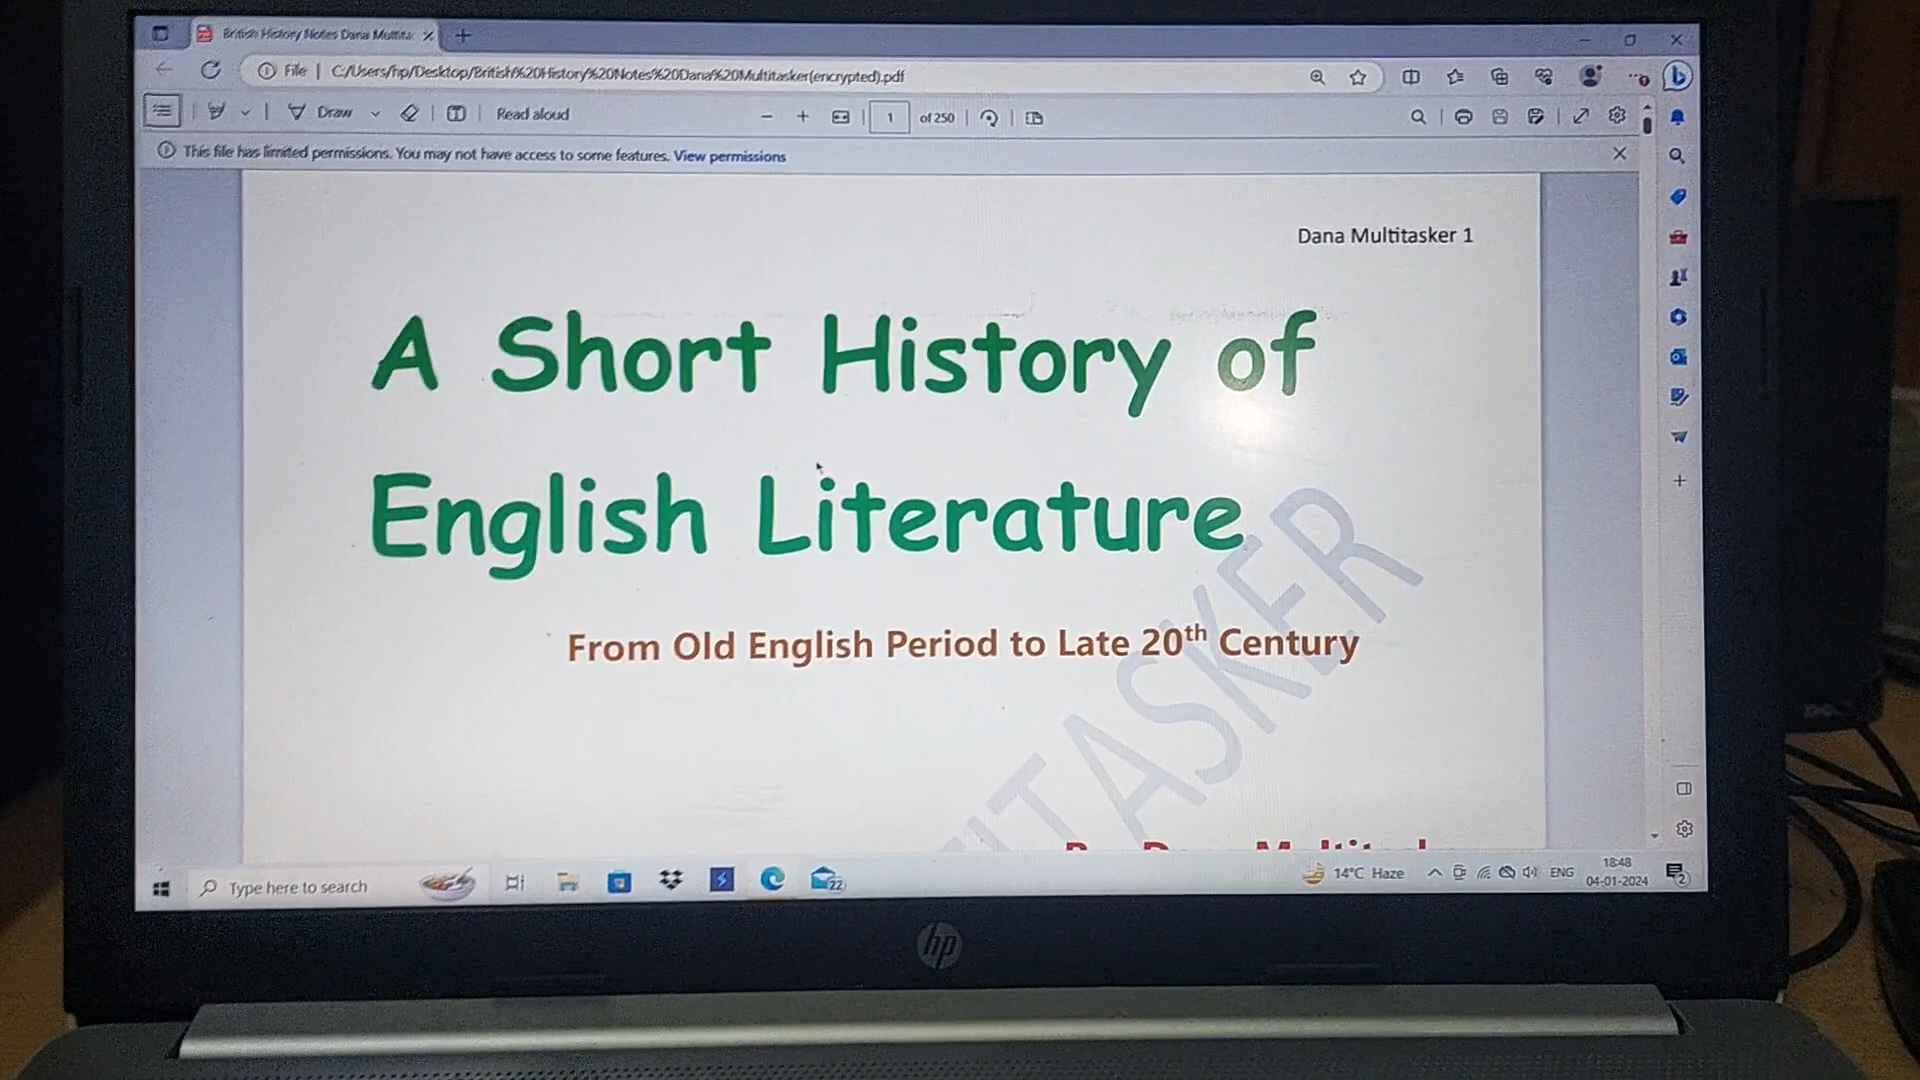 British History Notes Dana Multita
File | C:/Users/hp/Desktop/British%20History%20Notes%20Dana%20Multitasker(encrypted).pdf
Draw
Read aloud
1 of 250
This file has limited permissions. You may not have access to some features. View permissions
Dana Multitasker 1
A Short History of
English Literature
From Old English Period to Late 20th Century
Type here to search
22
14°C Haze
ENG
18:48
04-01-2024
2
hp